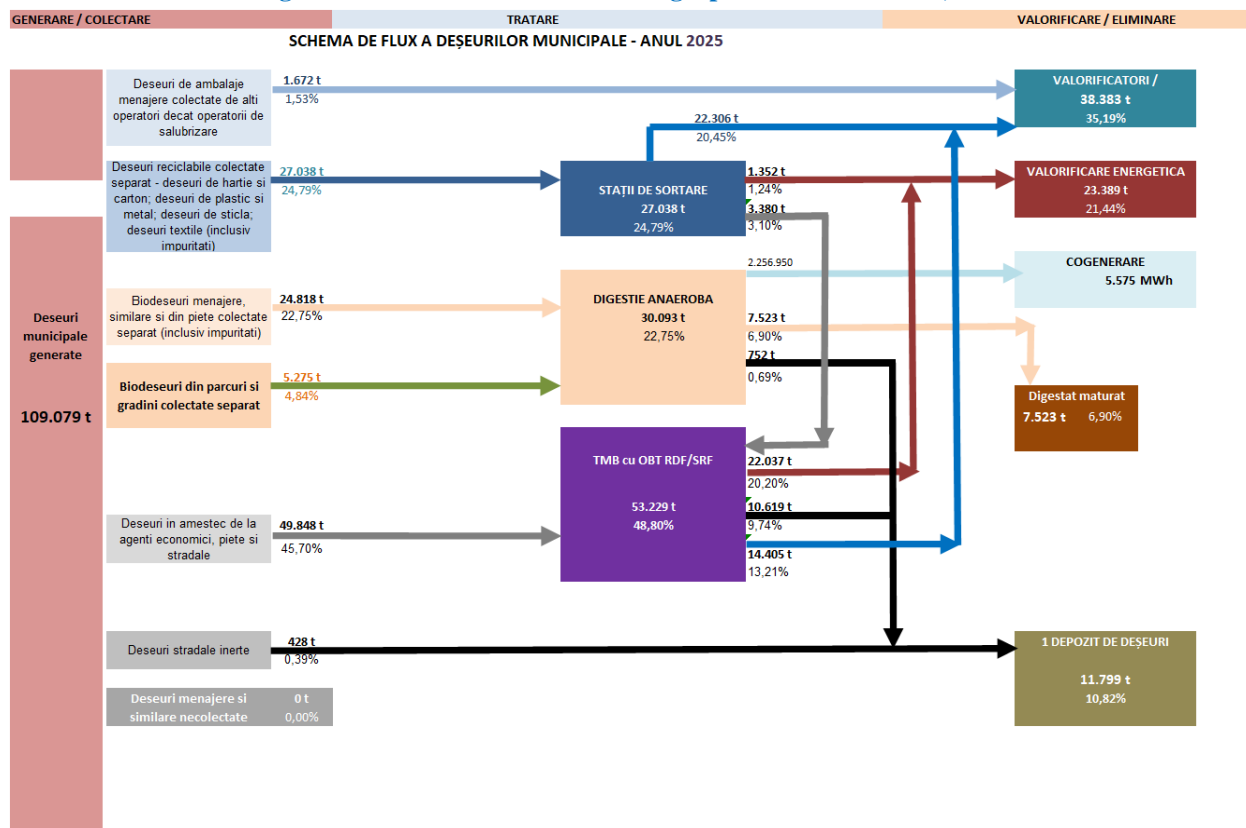 GENERARE / COLECTARE
TRATARE
VALORIFICARE / ELIMINARE
SCHEMA DE FLUX A DEȘEURILOR MUNICIPALE - ANUL 2025
Deseuri de ambalaje
menajere colectate de alti
operatori decat operatorii de
salubrizare
1.672 t
1,53%
VALORIFICATORI /
38.383 t
35,19%
22.306 t
20,45%
Deseuri reciclabile colectate
separat - deseuri de hartie si
carton; deseuri de plastic si
metal; deseuri de sticla;
deseuri textile (inclusiv
impuritati)
27.038 t
24,79%
STAȚII DE SORTARE
27.038 t
24,79%
1.352 t
1,24%
3.380 t
3,10%
VALORIFICARE ENERGETICA
23.389 t
21,44%
2.256.950
COGENERARE
5.575 MWh
Deseuri
municipale
generate
109.079 t
Biodeseuri menajere,
similare si din piete colectate
separat (inclusiv impuritati)
24.818 t
22,75%
DIGESTIE ANAEROBA
30.093 t
22,75%
7.523 t
6,90%
752 t
0,69%
Biodeseuri din parcuri si
gradini colectate separat
5.275 t
4,84%
Digestat maturat
7.523 t 6,90%
TMB cu OBT RDF/SRF
53.229 t
48,80%
22.037 t
20,20%
10.619 t
9,74%
14.405 t
13,21%
Deseuri in amestec de la
agenti economici, piete si
stradale
49.848 t
45,70%
Deseuri stradale inerte
428 t
0,39%
1 DEPOZIT DE DEȘEURI
11.799 t
10,82%
Deseuri menajere si
similare necolectate
0 t
0,00%